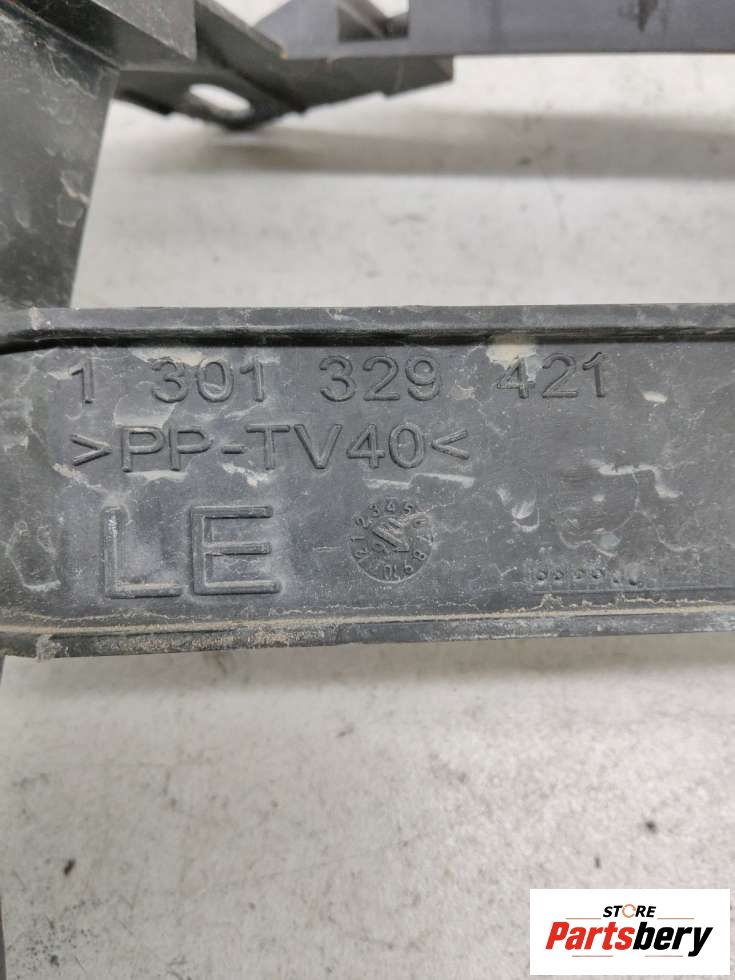 1 301 329 421
>PP-TV40<
LE
STORE
Partsbery